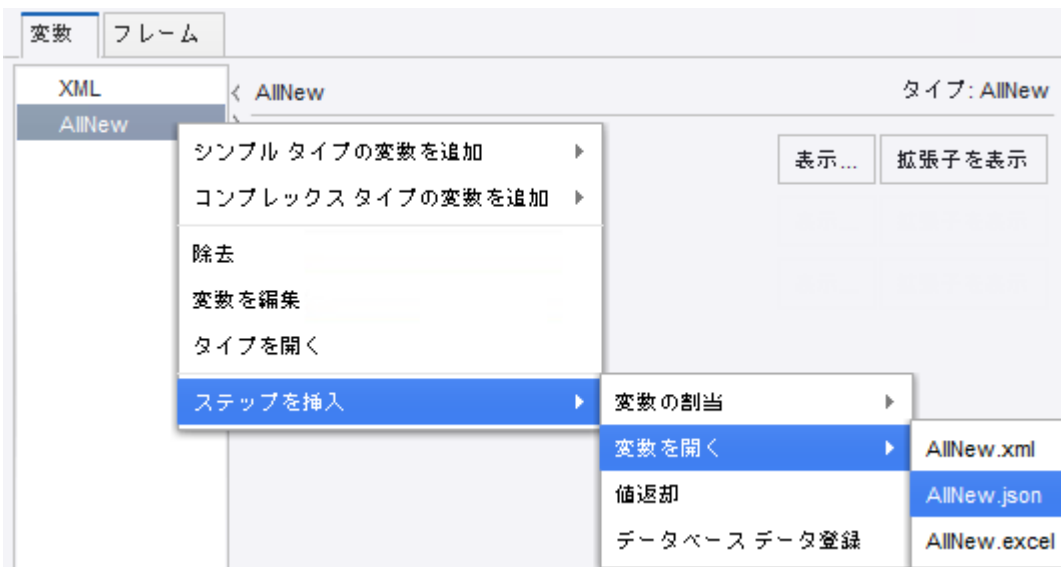 変数 フレーム
XML
AllNew
AllNew タイプ: AllNew
表示... 拡張子を表示
シンプル タイプの変数を追加
コンプレックス タイプの変数を追加
除去
変数を編集
タイプを開く
ステップを挿入
変数の割当
変数を開く
値返却
データベース データ登録
AllNew.xml
AllNew.json
AllNew.excel